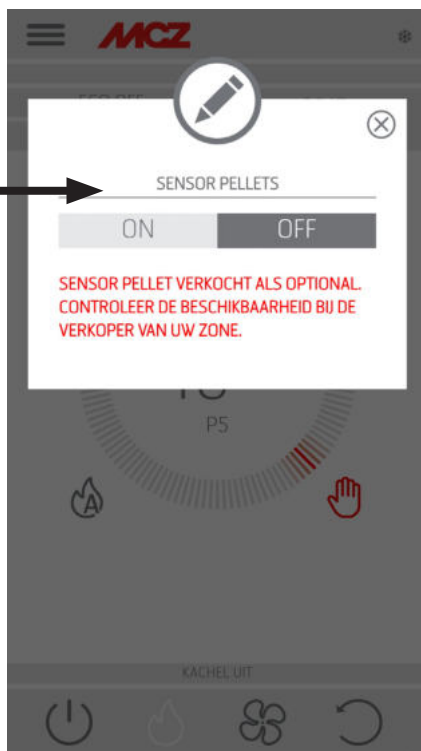 MCZ
SENSOR PELLETS
ON OFF
SENSOR PELLET VERKOCHT ALS OPTIONAL.
CONTROLEER DE BESCHIKBAARHEID BIJ DE
VERKOPER VAN UW ZONE.
P5
A
KACHEL UIT